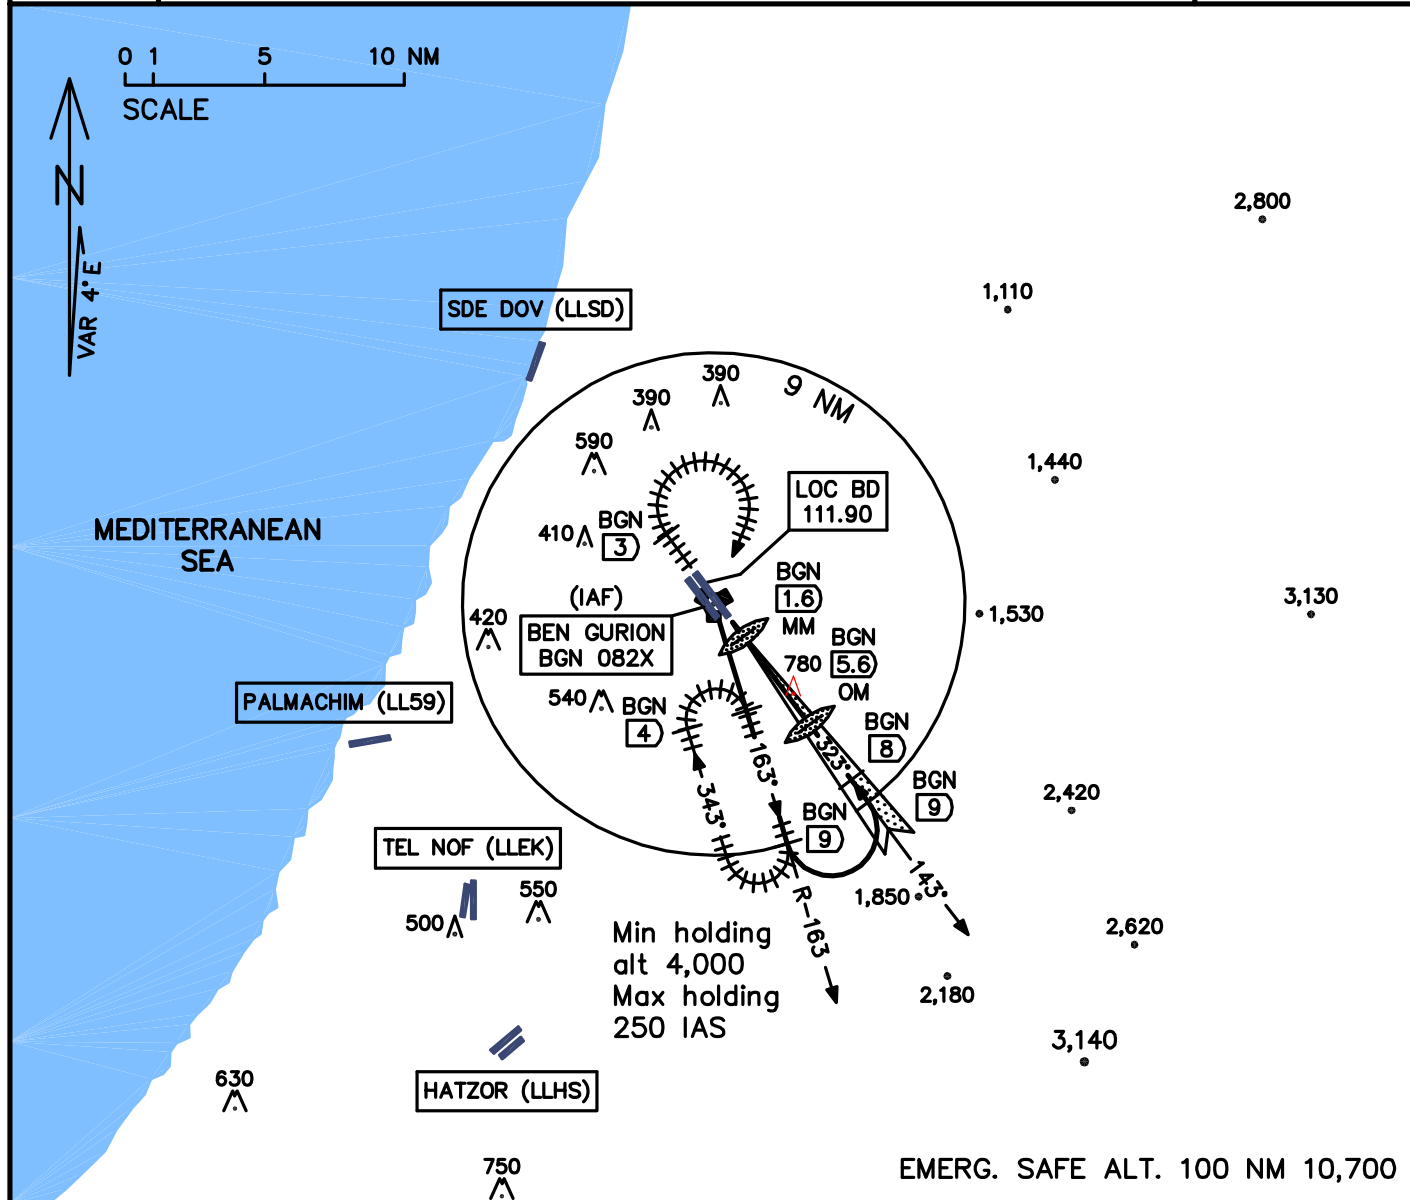 0 1 5 10 NM
SCALE
N
VAR 4°E
2,800
1,110
SDE DOV (LLSD)
9 NM
390
390
590
1,440
LOC BD
111.90
410
BGN
3
MEDITERRANEAN
SEA
(IAF)
BEN GURION
BGN 082X
BGN
1.6
MM
420
1,530
3,130
780
BGN
5.6
OM
PALMACHIM (LL59)
540
BGN
4
BGN
8
163°
323°
343°
BGN
9
BGN
9
2,420
TEL NOF (LLEK)
143°
1,850
R-163
550
500
Min holding
alt 4,000
Max holding
250 IAS
2,620
2,180
3,140
HATZOR (LLHS)
630
750
EMERG. SAFE ALT. 100 NM 10,700